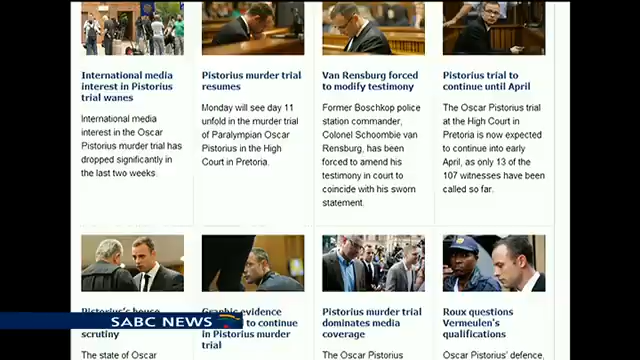 International media
interest in Pistorius
trial wanes
International media
interest in the Oscar
Pistorius murder trial has
dropped significantly in
the last two weeks.
Pistorius murder trial
resumes
Monday will see day 11
unfold in the murder trial
of Paralympian Oscar
Pistorius in the High
Court in Pretoria.
Van Rensburg forced
to modify testimony
Former Boschkop police
station commander,
Colonel Schoombie van
Rensburg, has been
forced to amend his
testimony in court to
coincide with his sworn
statement.
Pistorius trial to
continue until April
The Oscar Pistorius trial
at the High Court in
Pretoria is now expected
to continue into early
April, as only 13 of the
107 witnesses have been
called so far.
Pistorius's house
scrutiny
The state of Oscar
Graphic evidence
to continue in
Pistorius murder
trial
Pistorius murder trial
dominates media
coverage
The Oscar Pistorius
Roux questions
Vermeulen's
qualifications
Oscar Pistorius' defence,
SABC NEWS